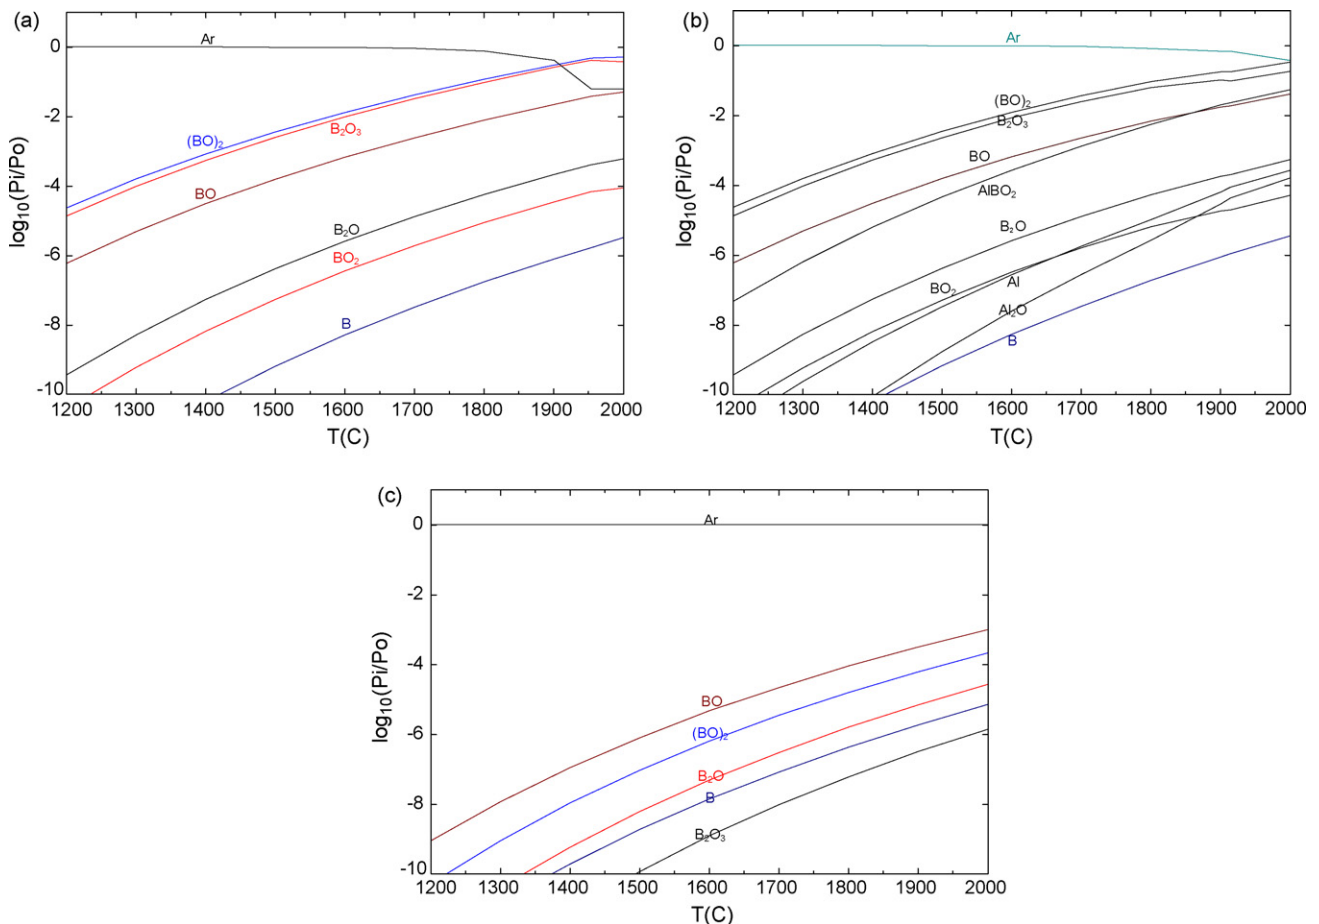 (a)
log₁₀(Pi/Po)
0
-2
-4
-6
-8
-10
Ar
(BO)₂
B₂O₃
BO
B₂O
BO₂
B
1200 1300 1400 1500 1600 1700 1800 1900 2000
T(C)
(b)
log₁₀(Pi/Po)
0
-2
-4
-6
-8
-10
Ar
(BO)₂
B₂O₃
BO
AlBO₂
B₂O
BO₂
Al
Al₂O
B
1200 1300 1400 1500 1600 1700 1800 1900 2000
T(C)
(c)
log₁₀(Pi/Po)
0
-2
-4
-6
-8
-10
Ar
BO
(BO)₂
B₂O
B
B₂O₃
1200 1300 1400 1500 1600 1700 1800 1900 2000
T(C)